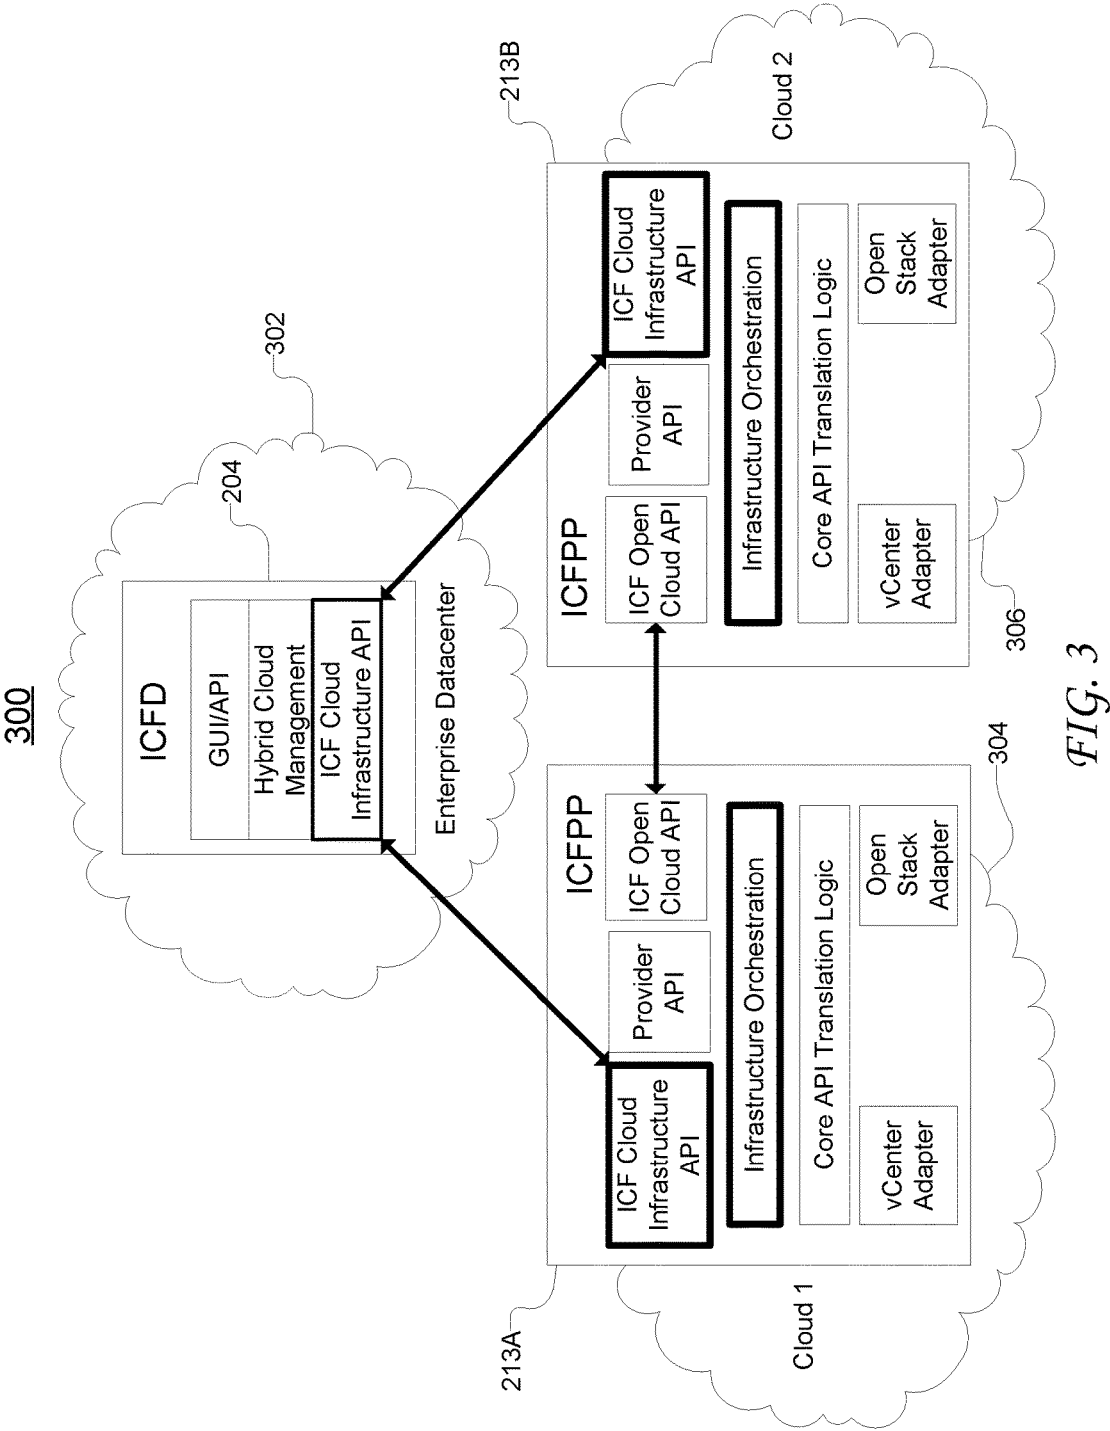 300
ICFD
GUI/API
Hybrid Cloud
Management
ICF Cloud
Infrastructure API
Enterprise Datacenter
204
302
213A
ICFPP
ICF Cloud
Infrastructure
API
Provider
API
ICF Open
Cloud API
Infrastructure Orchestration
Core API Translation Logic
vCenter
Adapter
Open
Stack
Adapter
Cloud 1
304
213B
ICFPP
ICF Open
Cloud API
Provider
API
ICF Cloud
Infrastructure
API
Infrastructure Orchestration
Core API Translation Logic
vCenter
Adapter
Open
Stack
Adapter
Cloud 2
306
FIG. 3